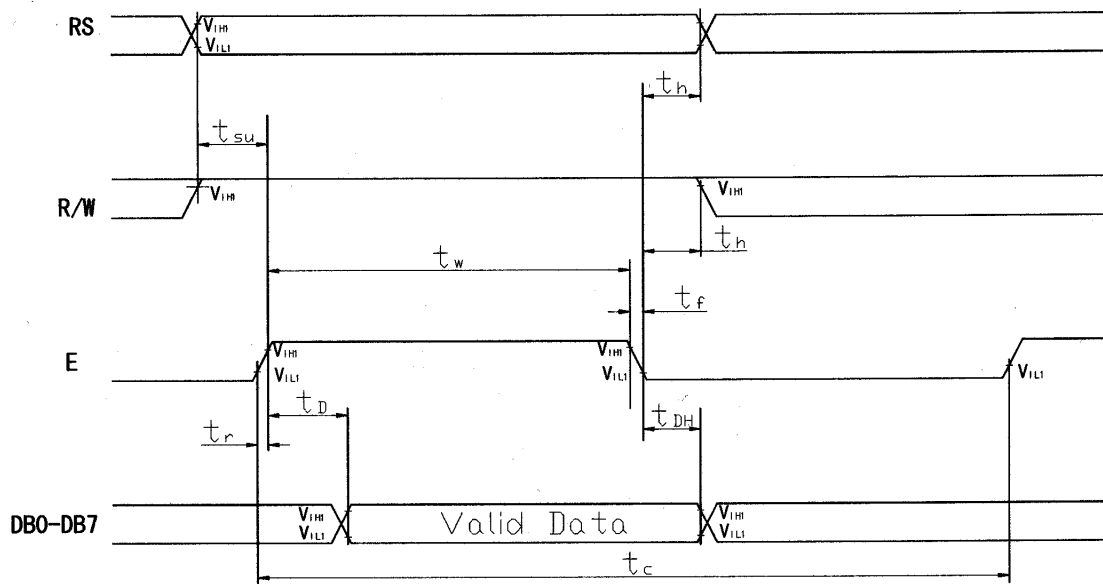 RS
VIH1
VIL1
th
tsu
R/W
VIH1
VIH1
th
tw
tf
E
VIH1
VIL1
VIH1
VIL1
VIL1
tD
tr
tDH
DB0-DB7
VIH1
VIL1
Valid Data
VIH1
VIL1
tc